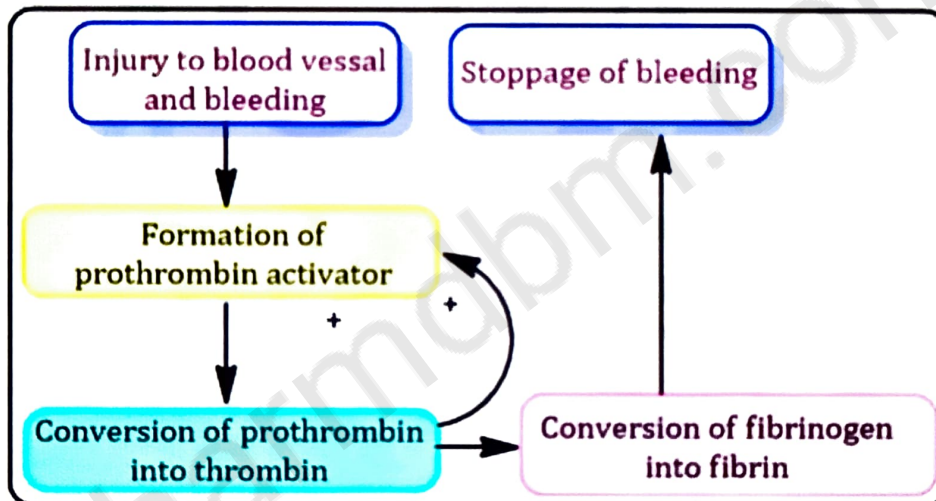 Injury to blood vessal
and bleeding
Stoppage of bleeding
Formation of
prothrombin activator
+ +
Conversion of prothrombin
into thrombin
Conversion of fibrinogen
into fibrin